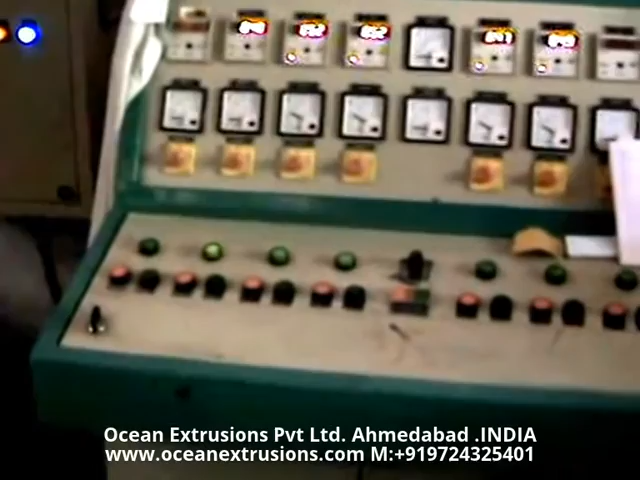 Ocean Extrusions Pvt Ltd. Ahmedabad .INDIA
www.oceanextrusions.com M:+919724325401